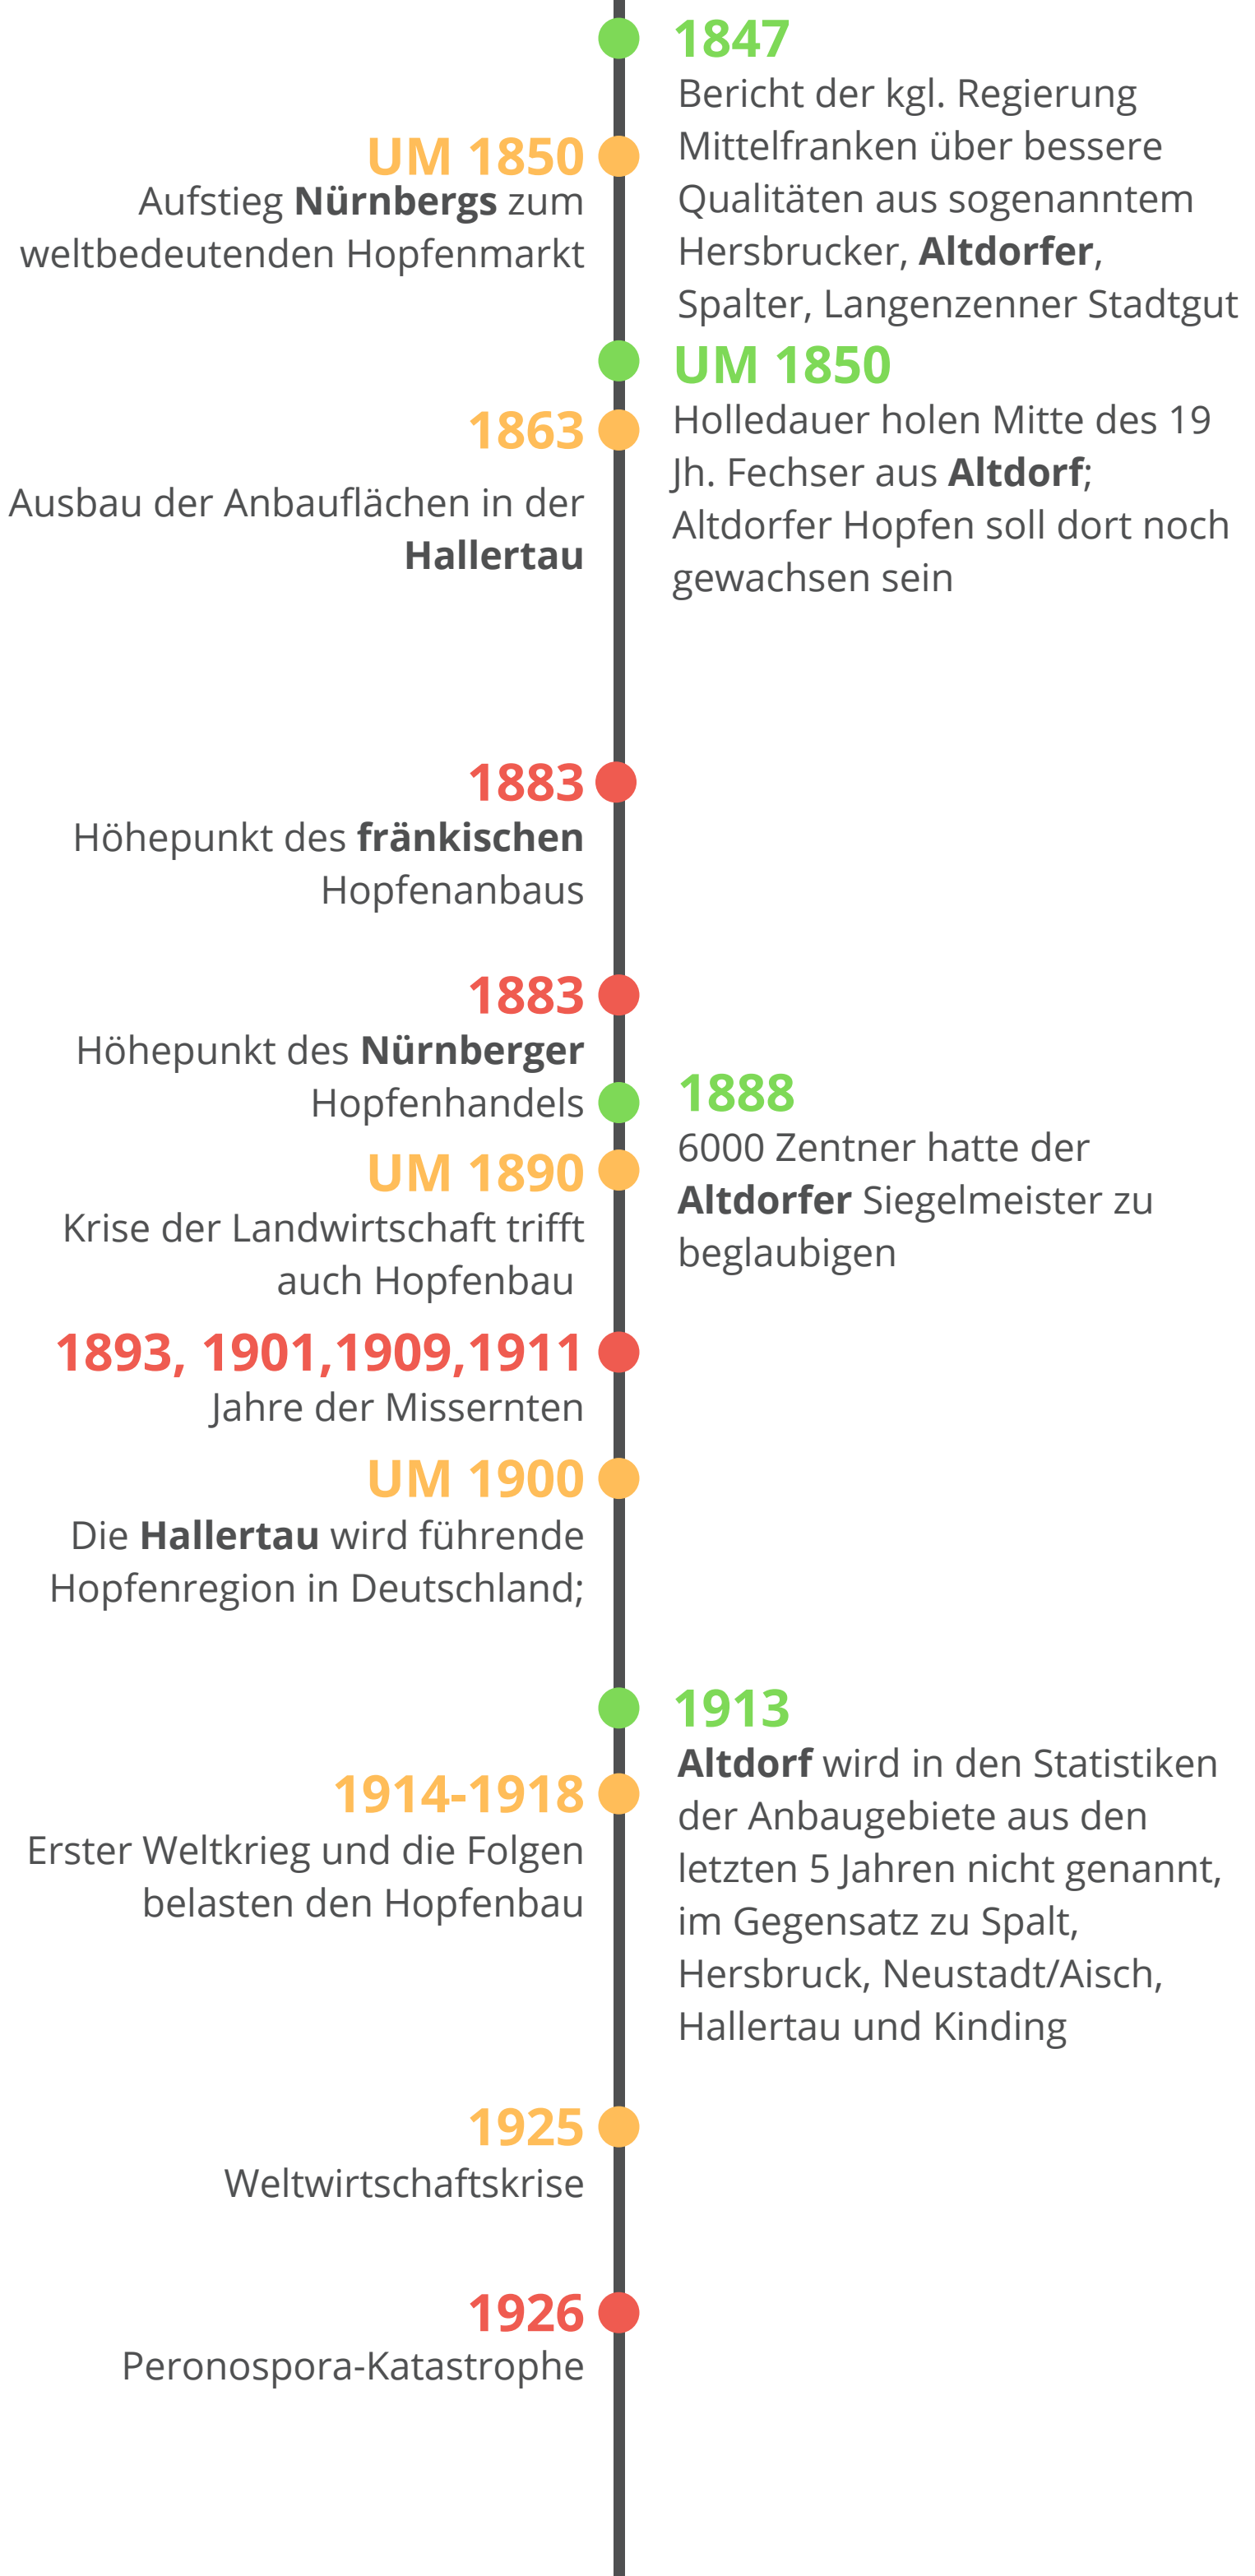 1847
Bericht der kgl. Regierung
Mittelfranken über bessere
Qualitäten aus sogenanntem
Hersbrucker, Altdorfer,
Spalter, Langenzenner Stadtgut
UM 1850
Aufstieg Nürnbergs zum
weltbedeutenden Hopfenmarkt
UM 1850
Holledauer holen Mitte des 19
Jh. Fechser aus Altdorf;
Altdorfer Hopfen soll dort noch
gewachsen sein
1863
Ausbau der Anbauflächen in der
Hallertau
1883
Höhepunkt des fränkischen
Hopfenanbaus
1883
Höhepunkt des Nürnberger
Hopfenhandels
1888
6000 Zentner hatte der
Altdorfer Siegelmeister zu
beglaubigen
UM 1890
Krise der Landwirtschaft trifft
auch Hopfenbau
1893, 1901,1909,1911
Jahre der Missernten
UM 1900
Die Hallertau wird führende
Hopfenregion in Deutschland;
1913
Altdorf wird in den Statistiken
der Anbaugebiete aus den
letzten 5 Jahren nicht genannt,
im Gegensatz zu Spalt,
Hersbruck, Neustadt/Aisch,
Hallertau und Kinding
1914-1918
Erster Weltkrieg und die Folgen
belasten den Hopfenbau
1925
Weltwirtschaftskrise
1926
Peronospora-Katastrophe